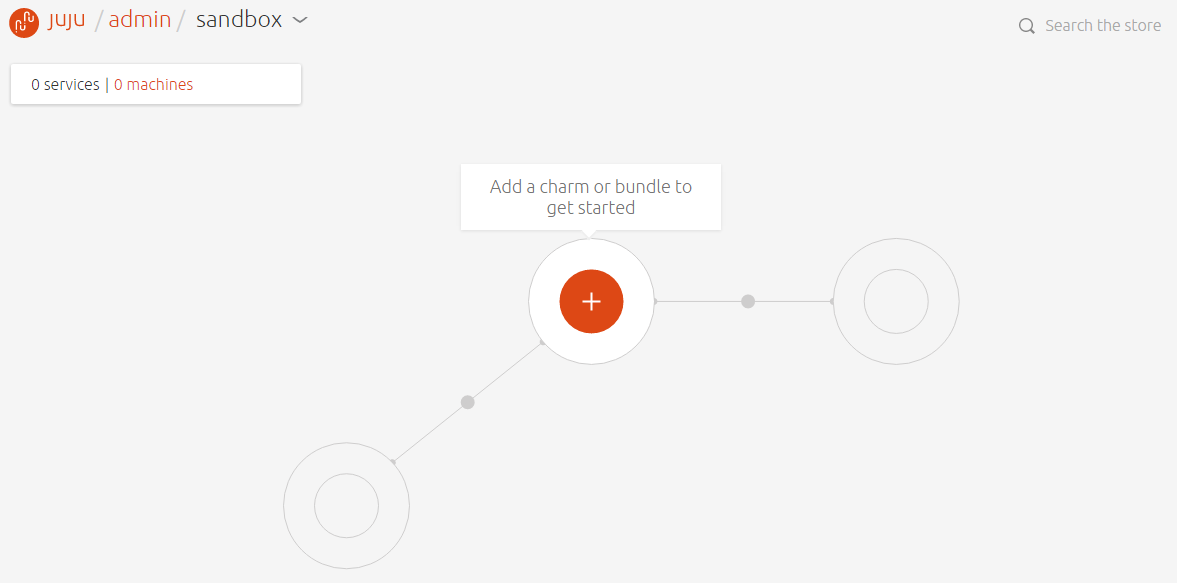 juju / admin / sandbox
Search the store
0 services | 0 machines
Add a charm or bundle to
get started